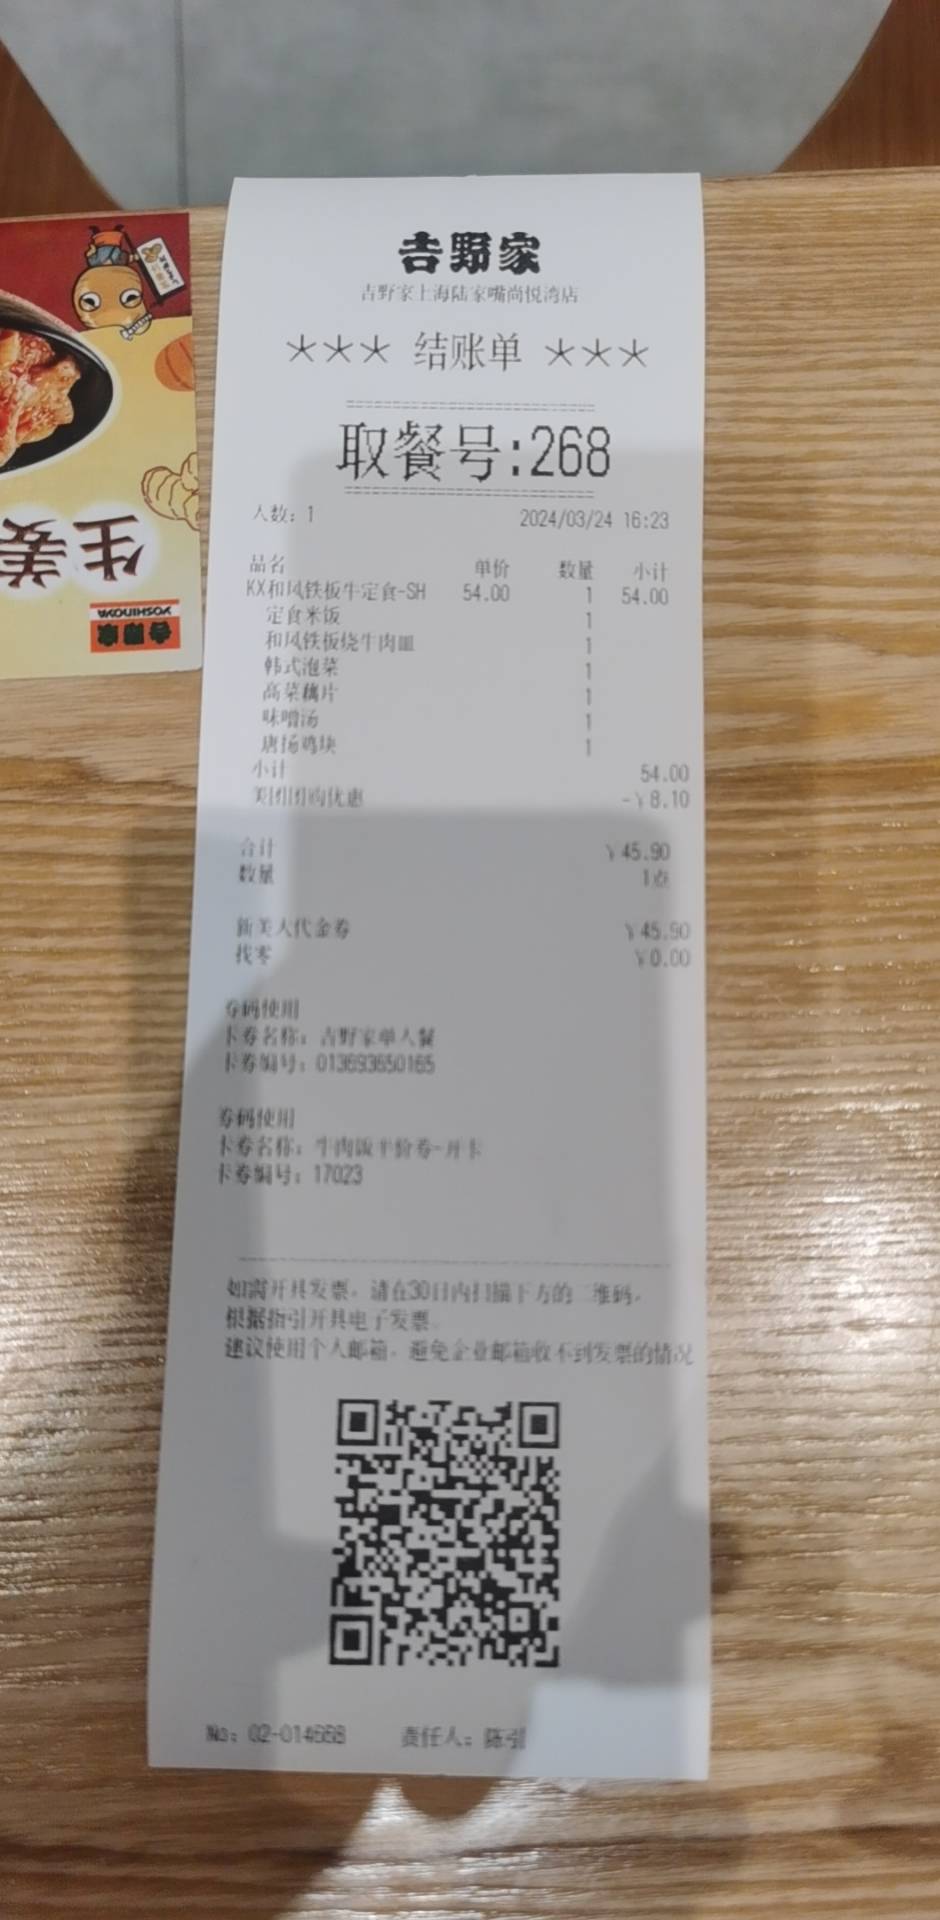 吉野家
吉野家上海陆家嘴尚悦湾店
*** 结账单 ***
取餐号:268
人数: 1 2024/03/24 16:23
品名 单价 数量 小计
KX和风铁板牛定食-SH 54.00 1 54.00
定食米饭 1
和风铁板烧牛肉皿 1
韩式泡菜 1
高菜藕片 1
味噌汤 1
唐扬鸡块 1
小计 54.00
美团团购优惠 -¥8.10
合计 ¥45.90
数量 1点
新美大代金券 ¥45.90
找零 ¥0.00
券码使用
卡券名称: 吉野家单人餐
卡券编号: 013693650165
券码使用
卡券名称: 牛肉饭半价券-开卡
卡券编号: 17023
如需开具发票, 请在30日内扫描下方的二维码,
根据指引开具电子发票。
建议使用个人邮箱, 避免企业邮箱收不到发票的情况
No: 02-014558 责任人: 陈引
生姜
YOSHINOYA
吉野家